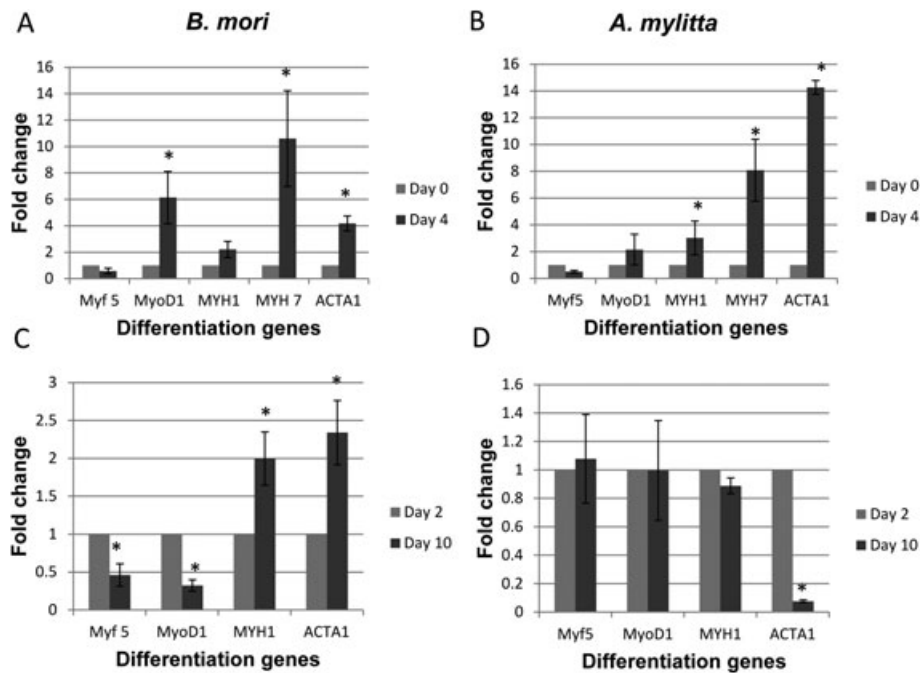 A
B. mori
B
A. mylitta
16
14
12
10
8
6
4
2
0
Fold change
*
*
*
Myf 5 MyoD1 MYH1 MYH 7 ACTA1
Differentiation genes
Day 0
Day 4
16
14
12
10
8
6
4
2
0
Fold change
*
*
*
Myf5 MyoD1 MYH1 MYH7 ACTA1
Differentiation genes
Day 0
Day 4
C
3
2.5
2
1.5
1
0.5
0
Fold change
*
*
*
*
Myf 5 MyoD1 MYH1 ACTA1
Differentiation genes
Day 2
Day 10
D
1.6
1.4
1.2
1
0.8
0.6
0.4
0.2
0
Fold change
*
Myf5 MyoD1 MYH1 ACTA1
Differentiation genes
Day 2
Day 10